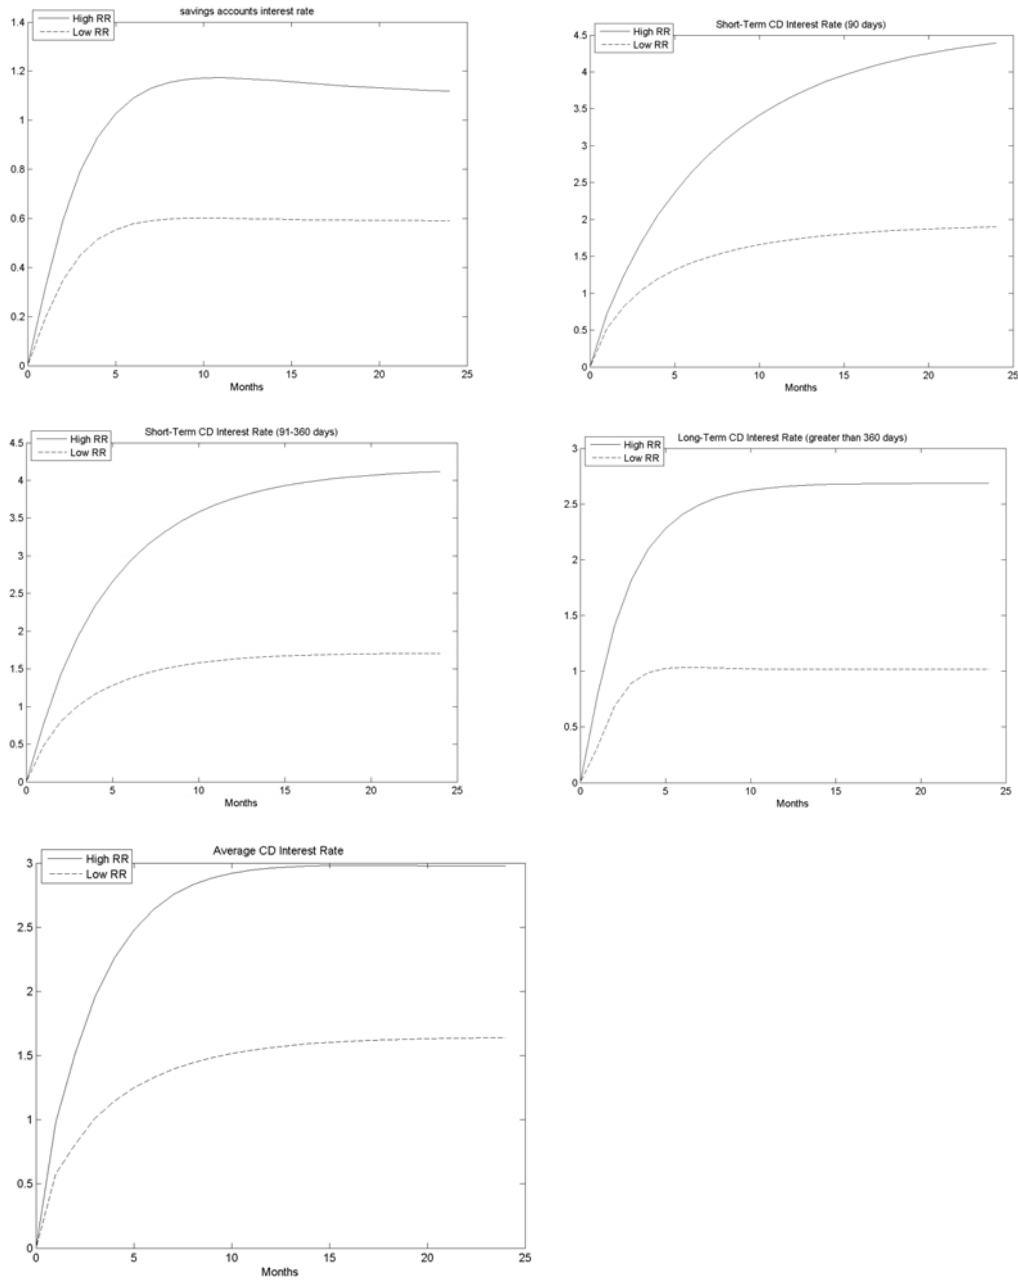 savings accounts interest rate
High RR
Low RR
1.4
1.2
1
0.8
0.6
0.4
0.2
0
0 5 10 15 20 25
Months
Short-Term CD Interest Rate (90 days)
High RR
Low RR
4.5
4
3.5
3
2.5
2
1.5
1
0.5
0
0 5 10 15 20 25
Months
Short-Term CD Interest Rate (91-360 days)
High RR
Low RR
4.5
4
3.5
3
2.5
2
1.5
1
0.5
0
0 5 10 15 20 25
Months
Long-Term CD Interest Rate (greater than 360 days)
High RR
Low RR
3
2.5
2
1.5
1
0.5
0
0 5 10 15 20 25
Months
Average CD Interest Rate
High RR
Low RR
3
2.5
2
1.5
1
0.5
0
0 5 10 15 20 25
Months